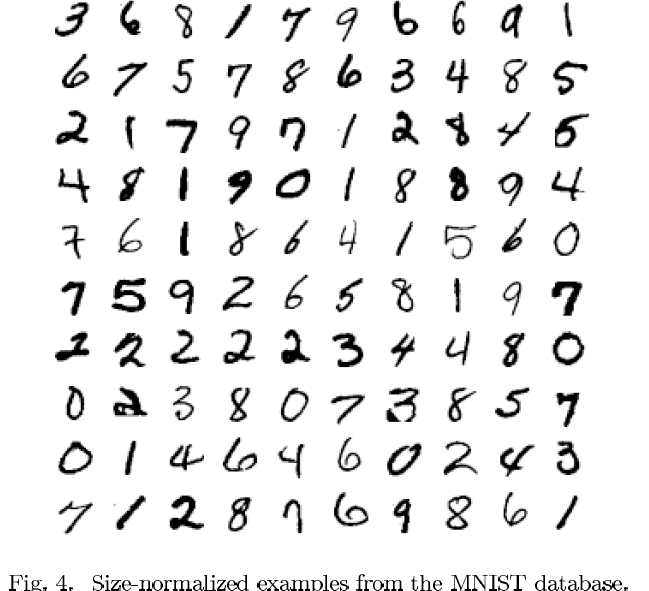 3 6 8 1 7 9 6 6 9 1
6 7 5 7 8 6 3 4 8 5
2 1 7 9 7 1 2 8 4 5
4 8 1 9 0 1 8 8 9 4
7 6 1 8 6 4 1 5 6 0
7 5 9 2 6 5 8 1 9 7
2 2 2 2 2 3 4 4 8 0
0 2 3 8 0 7 3 8 5 7
0 1 4 6 4 6 0 2 4 3
7 1 2 8 7 6 9 8 6 1
Fig. 4. Size-normalized examples from the MNIST database.